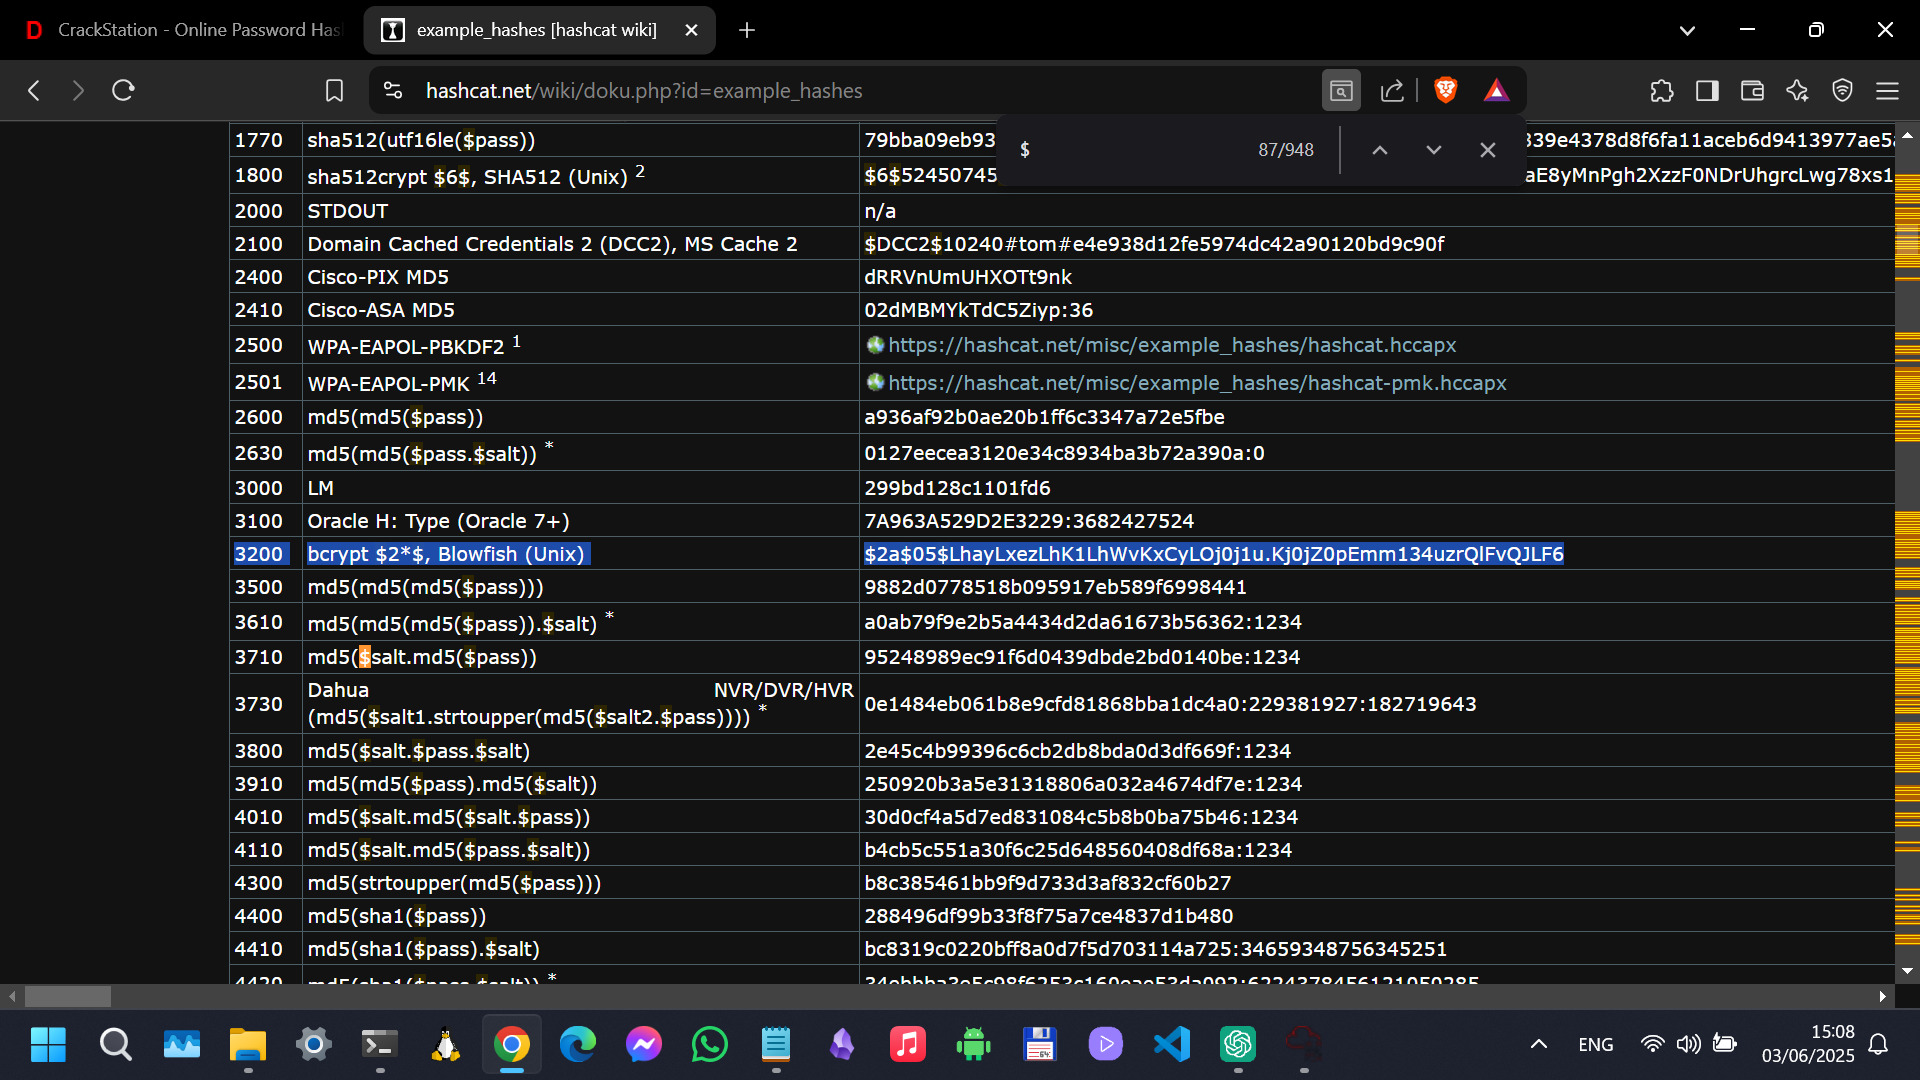 CrackStation - Online Password Has
example_hashes [hashcat wiki]
hashcat.net/wiki/doku.php?id=example_hashes
$ 87/948
1770 sha512(utf16le($pass)) 79bba09eb93 339e4378d8f6fa11aceb6d9413977ae5a
1800 sha512crypt $6$, SHA512 (Unix) 2 $6$52450745 aE8yMnPgh2XzzF0NDrUhgrcLwg78xs1
2000 STDOUT n/a
2100 Domain Cached Credentials 2 (DCC2), MS Cache 2 $DCC2$10240#tom#e4e938d12fe5974dc42a90120bd9c90f
2400 Cisco-PIX MD5 dRRVnUmUHXOTt9nk
2410 Cisco-ASA MD5 02dMBMYkTdC5Ziyp:36
2500 WPA-EAPOL-PBKDF2 1 https://hashcat.net/misc/example_hashes/hashcat.hccapx
2501 WPA-EAPOL-PMK 14 https://hashcat.net/misc/example_hashes/hashcat-pmk.hccapx
2600 md5(md5($pass)) a936af92b0ae20b1ff6c3347a72e5fbe
2630 md5(md5($pass.$salt)) * 0127eecea3120e34c8934ba3b72a390a:0
3000 LM 299bd128c1101fd6
3100 Oracle H: Type (Oracle 7+) 7A963A529D2E3229:3682427524
3200 bcrypt $2*$, Blowfish (Unix) $2a$05$LhayLxezLhK1LhWvKxCyLOj0j1u.Kj0jZ0pEmm134uzrQlFvQJLF6
3500 md5(md5(md5($pass))) 9882d0778518b095917eb589f6998441
3610 md5(md5(md5($pass)).$salt) * a0ab79f9e2b5a4434d2da61673b56362:1234
3710 md5($salt.md5($pass)) 95248989ec91f6d0439dbde2bd0140be:1234
3730 Dahua NVR/DVR/HVR (md5($salt1.strtoupper(md5($salt2.$pass)))) * 0e1484eb061b8e9cfd81868bba1dc4a0:229381927:182719643
3800 md5($salt.$pass.$salt) 2e45c4b99396c6cb2db8bda0d3df669f:1234
3910 md5(md5($pass).md5($salt)) 250920b3a5e31318806a032a4674df7e:1234
4010 md5($salt.md5($salt.$pass)) 30d0cf4a5d7ed831084c5b8b0ba75b46:1234
4110 md5($salt.md5($pass.$salt)) b4cb5c551a30f6c25d648560408df68a:1234
4300 md5(strtoupper(md5($pass))) b8c385461bb9f9d733d3af832cf60b27
4400 md5(sha1($pass)) 288496df99b33f8f75a7ce4837d1b480
4410 md5(sha1($pass).$salt) bc8319c0220bff8a0d7f5d703114a725:34659348756345251
4420 md5(sha1($pass.$salt)) *
ENG
15:08
03/06/2025